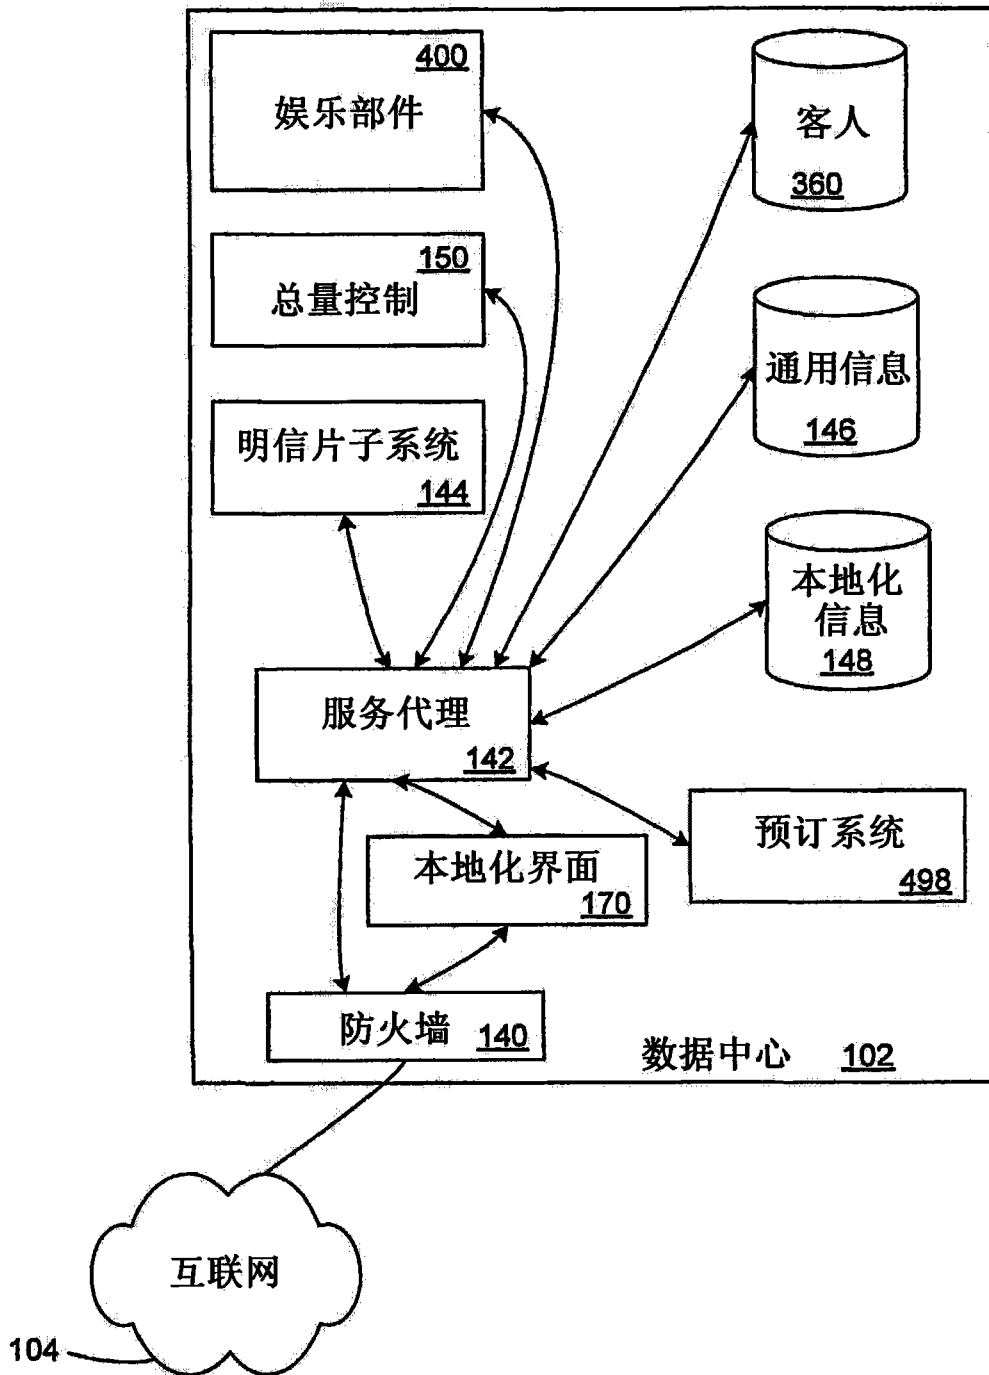 400
娱乐部件
客人
360
150
总量控制
通用信息
146
明信片子系统
144
本地化
信息
148
服务代理
142
预订系统
498
本地化界面
170
防火墙 140
数据中心 102
互联网
104